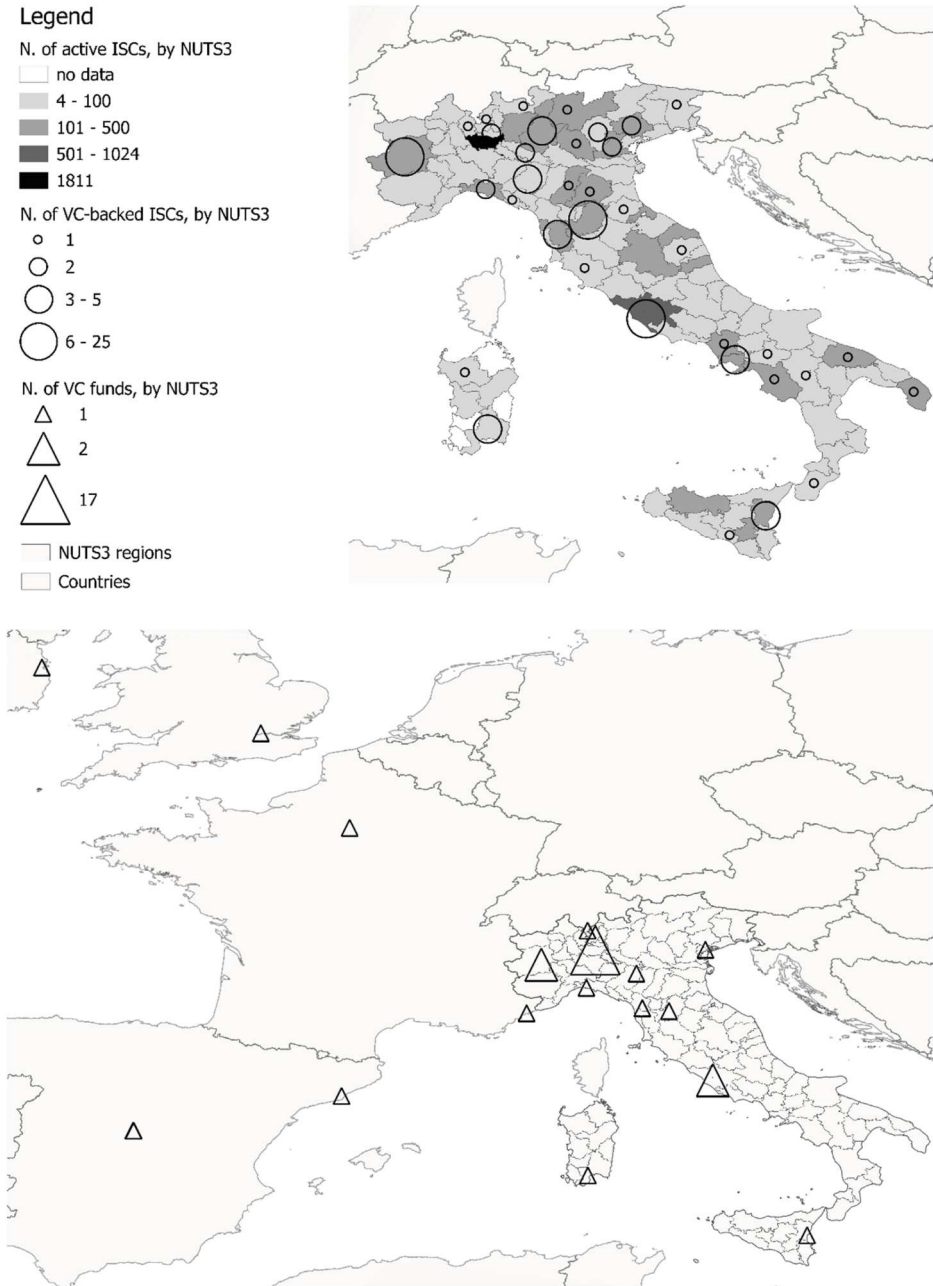 Legend
N. of active ISCs, by NUTS3
no data
4 - 100
101 - 500
501 - 1024
1811
N. of VC-backed ISCs, by NUTS3
1
2
3 - 5
6 - 25
N. of VC funds, by NUTS3
1
2
17
NUTS3 regions
Countries